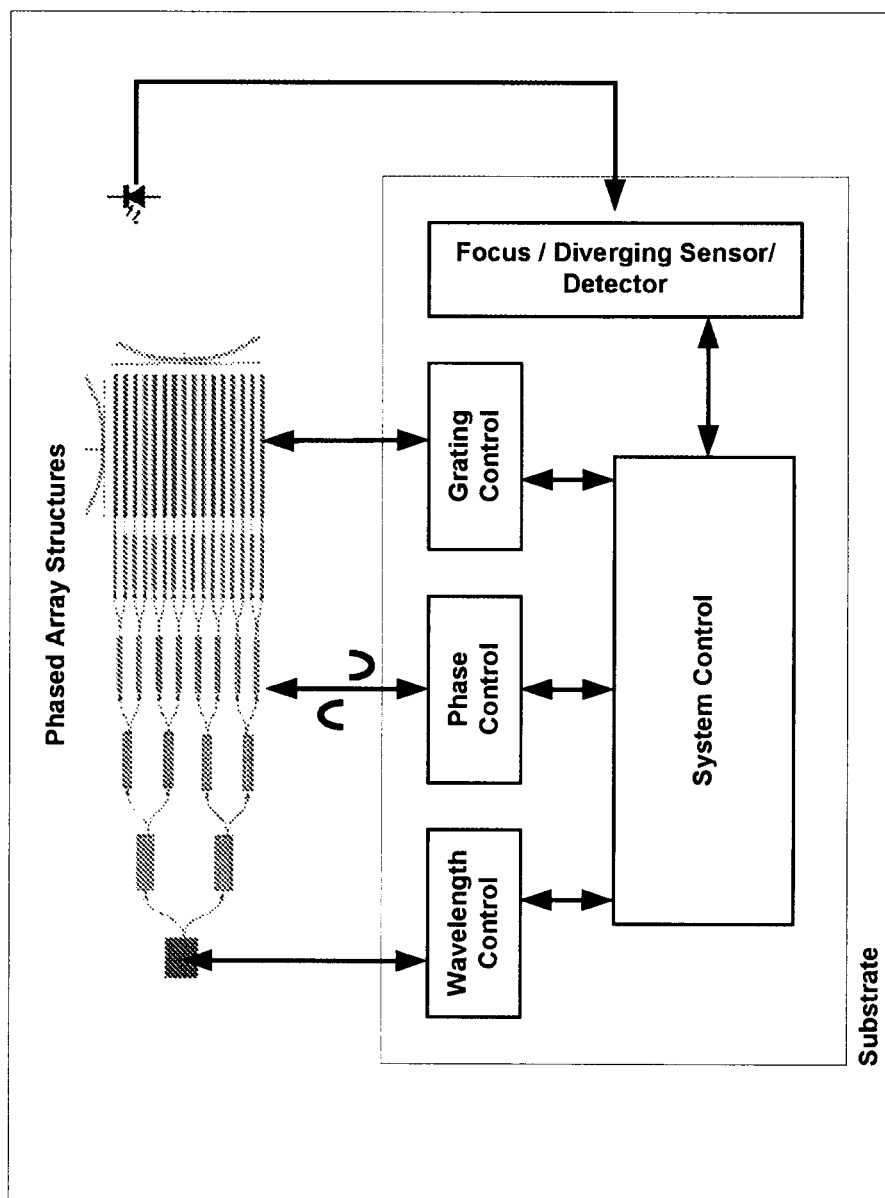 Phased Array Structures
Focus / Diverging Sensor/
Detector
Grating
Control
Phase
Control
Wavelength
Control
System Control
Substrate